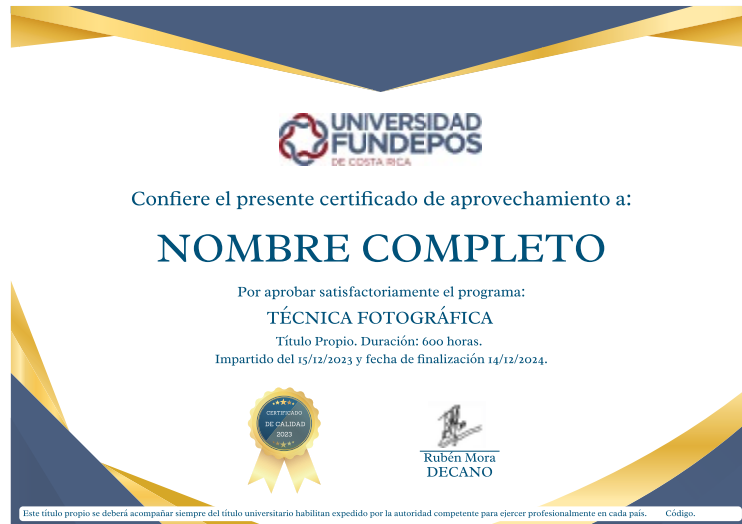 UNIVERSIDAD
FUNDEPOS
DE COSTA RICA
Confiere el presente certificado de aprovechamiento a:
NOMBRE COMPLETO
Por aprobar satisfactoriamente el programa:
TÉCNICA FOTOGRÁFICA
Título Propio. Duración: 600 horas.
Impartido del 15/12/2023 y fecha de finalización 14/12/2024.
CERTIFICADO
DE CALIDAD
2023
Rubén Mora
DECANO
Este título propio se deberá acompañar siempre del título universitario habilitan expedido por la autoridad competente para ejercer profesionalmente en cada país. Código.